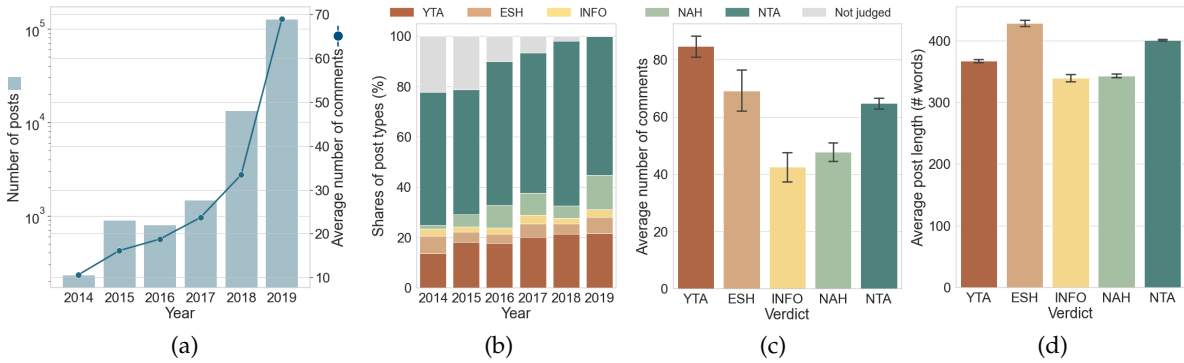 Number of posts
10^5
10^4
10^3
70
60
50
40
30
20
10
Average number of comments
2014 2015 2016 2017 2018 2019
Year
(a)
YTA ESH INFO NAH NTA Not judged
Shares of post types (%)
100
80
60
40
20
0
2014 2015 2016 2017 2018 2019
Year
(b)
Average number of comments
80
60
40
20
0
YTA ESH INFO NAH NTA
Verdict
(c)
Average post length (# words)
400
300
200
100
0
YTA ESH INFO NAH NTA
Verdict
(d)